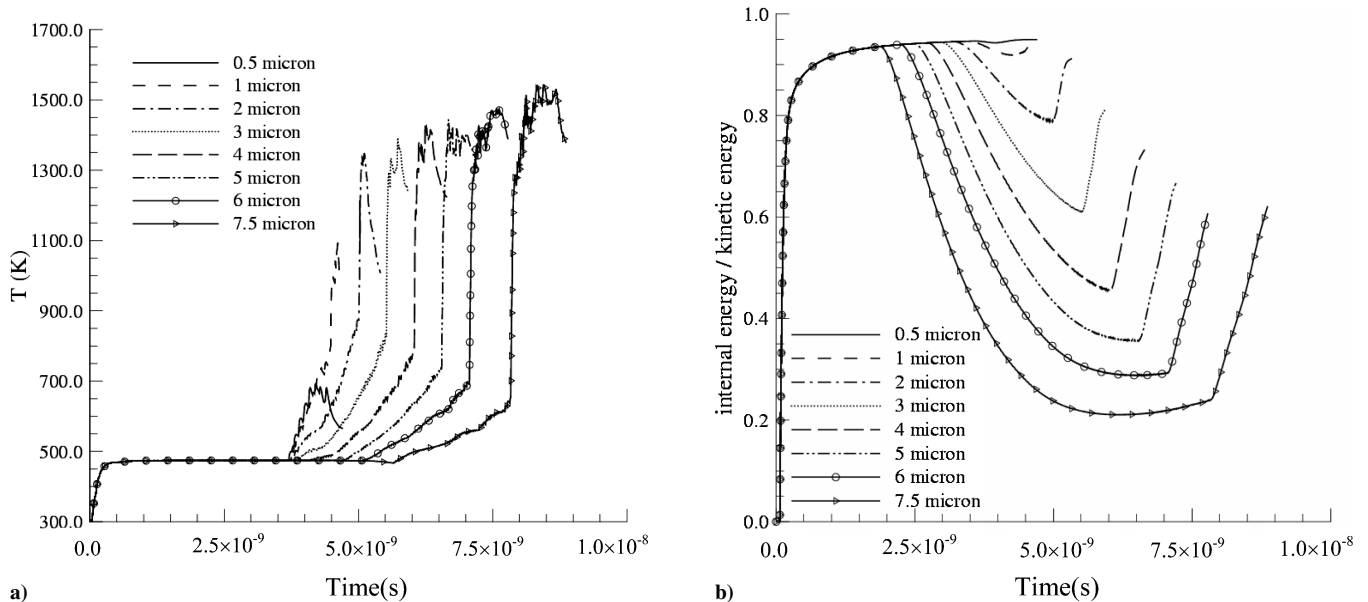 1700.0
1500.0
1300.0
1100.0
900.0
700.0
500.0
300.0
T (K)
0.5 micron
1 micron
2 micron
3 micron
4 micron
5 micron
6 micron
7.5 micron
0.0
2.5×10⁻⁹
5.0×10⁻⁹
7.5×10⁻⁹
1.0×10⁻⁸
Time(s)
a)
1.0
0.8
0.6
0.4
0.2
0.0
internal energy / kinetic energy
0.5 micron
1 micron
2 micron
3 micron
4 micron
5 micron
6 micron
7.5 micron
0.0
2.5×10⁻⁹
5.0×10⁻⁹
7.5×10⁻⁹
1.0×10⁻⁸
Time(s)
b)